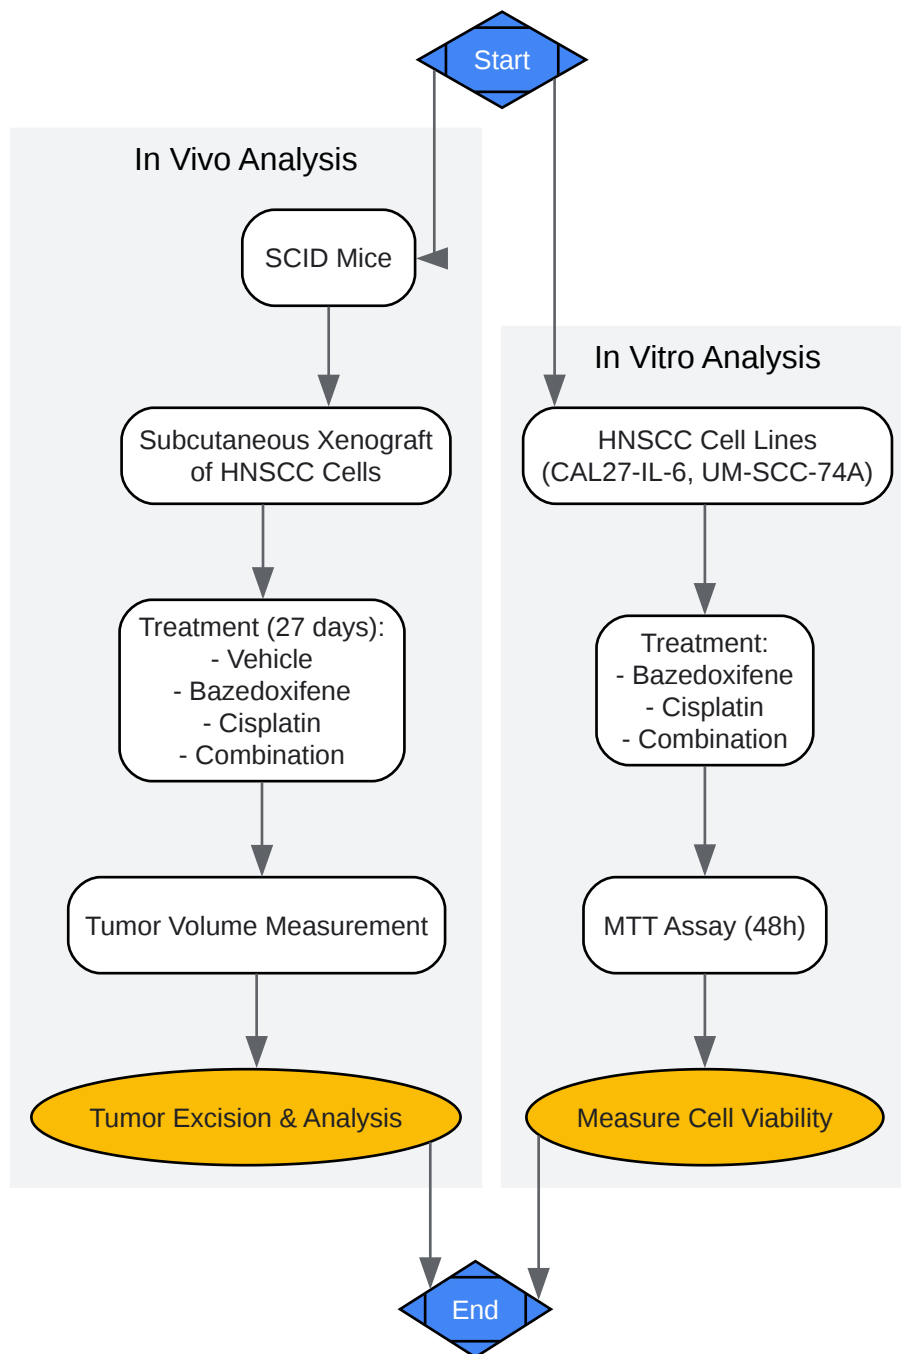 Start
In Vivo Analysis
SCID Mice
Subcutaneous Xenograft
of HNSCC Cells
Treatment (27 days):
- Vehicle
- Bazedoxifene
- Cisplatin
- Combination
Tumor Volume Measurement
Tumor Excision & Analysis
In Vitro Analysis
HNSCC Cell Lines
(CAL27-IL-6, UM-SCC-74A)
Treatment:
- Bazedoxifene
- Cisplatin
- Combination
MTT Assay (48h)
Measure Cell Viability
End